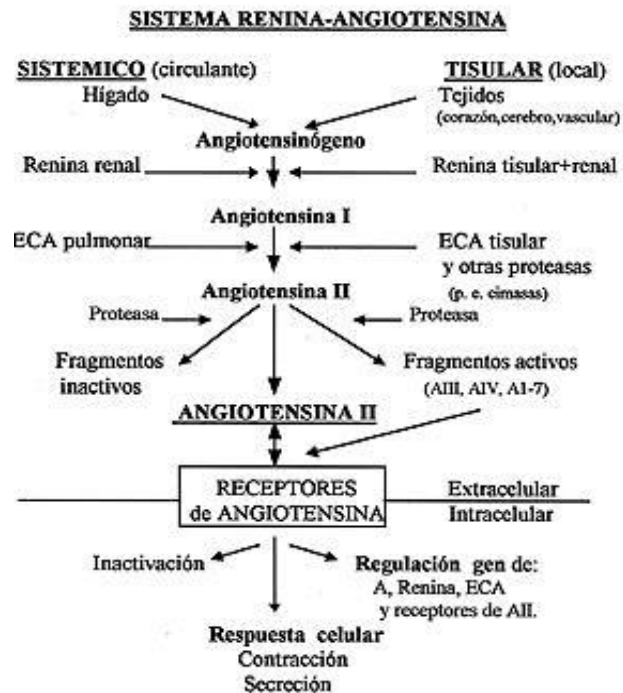 SISTEMA RENINA-ANGIOTENSINA
SISTEMICO (circulante)
Hígado
TISULAR (local)
Tejidos
(corazón,cerebro,vascular)
Angiotensinógeno
Renina renal
Renina tisular+renal
Angiotensina I
ECA pulmonar
ECA tisular
y otras proteasas
(p. e. cimasas)
Angiotensina II
Proteasa
Proteasa
Fragmentos
inactivos
Fragmentos activos
(AIII, AIV, A1-7)
ANGIOTENSINA II
RECEPTORES
de ANGIOTENSINA
Extracelular
Intracelular
Inactivación
Regulación gen de:
A, Renina, ECA
y receptores de AII.
Respuesta celular
Contracción
Secreción